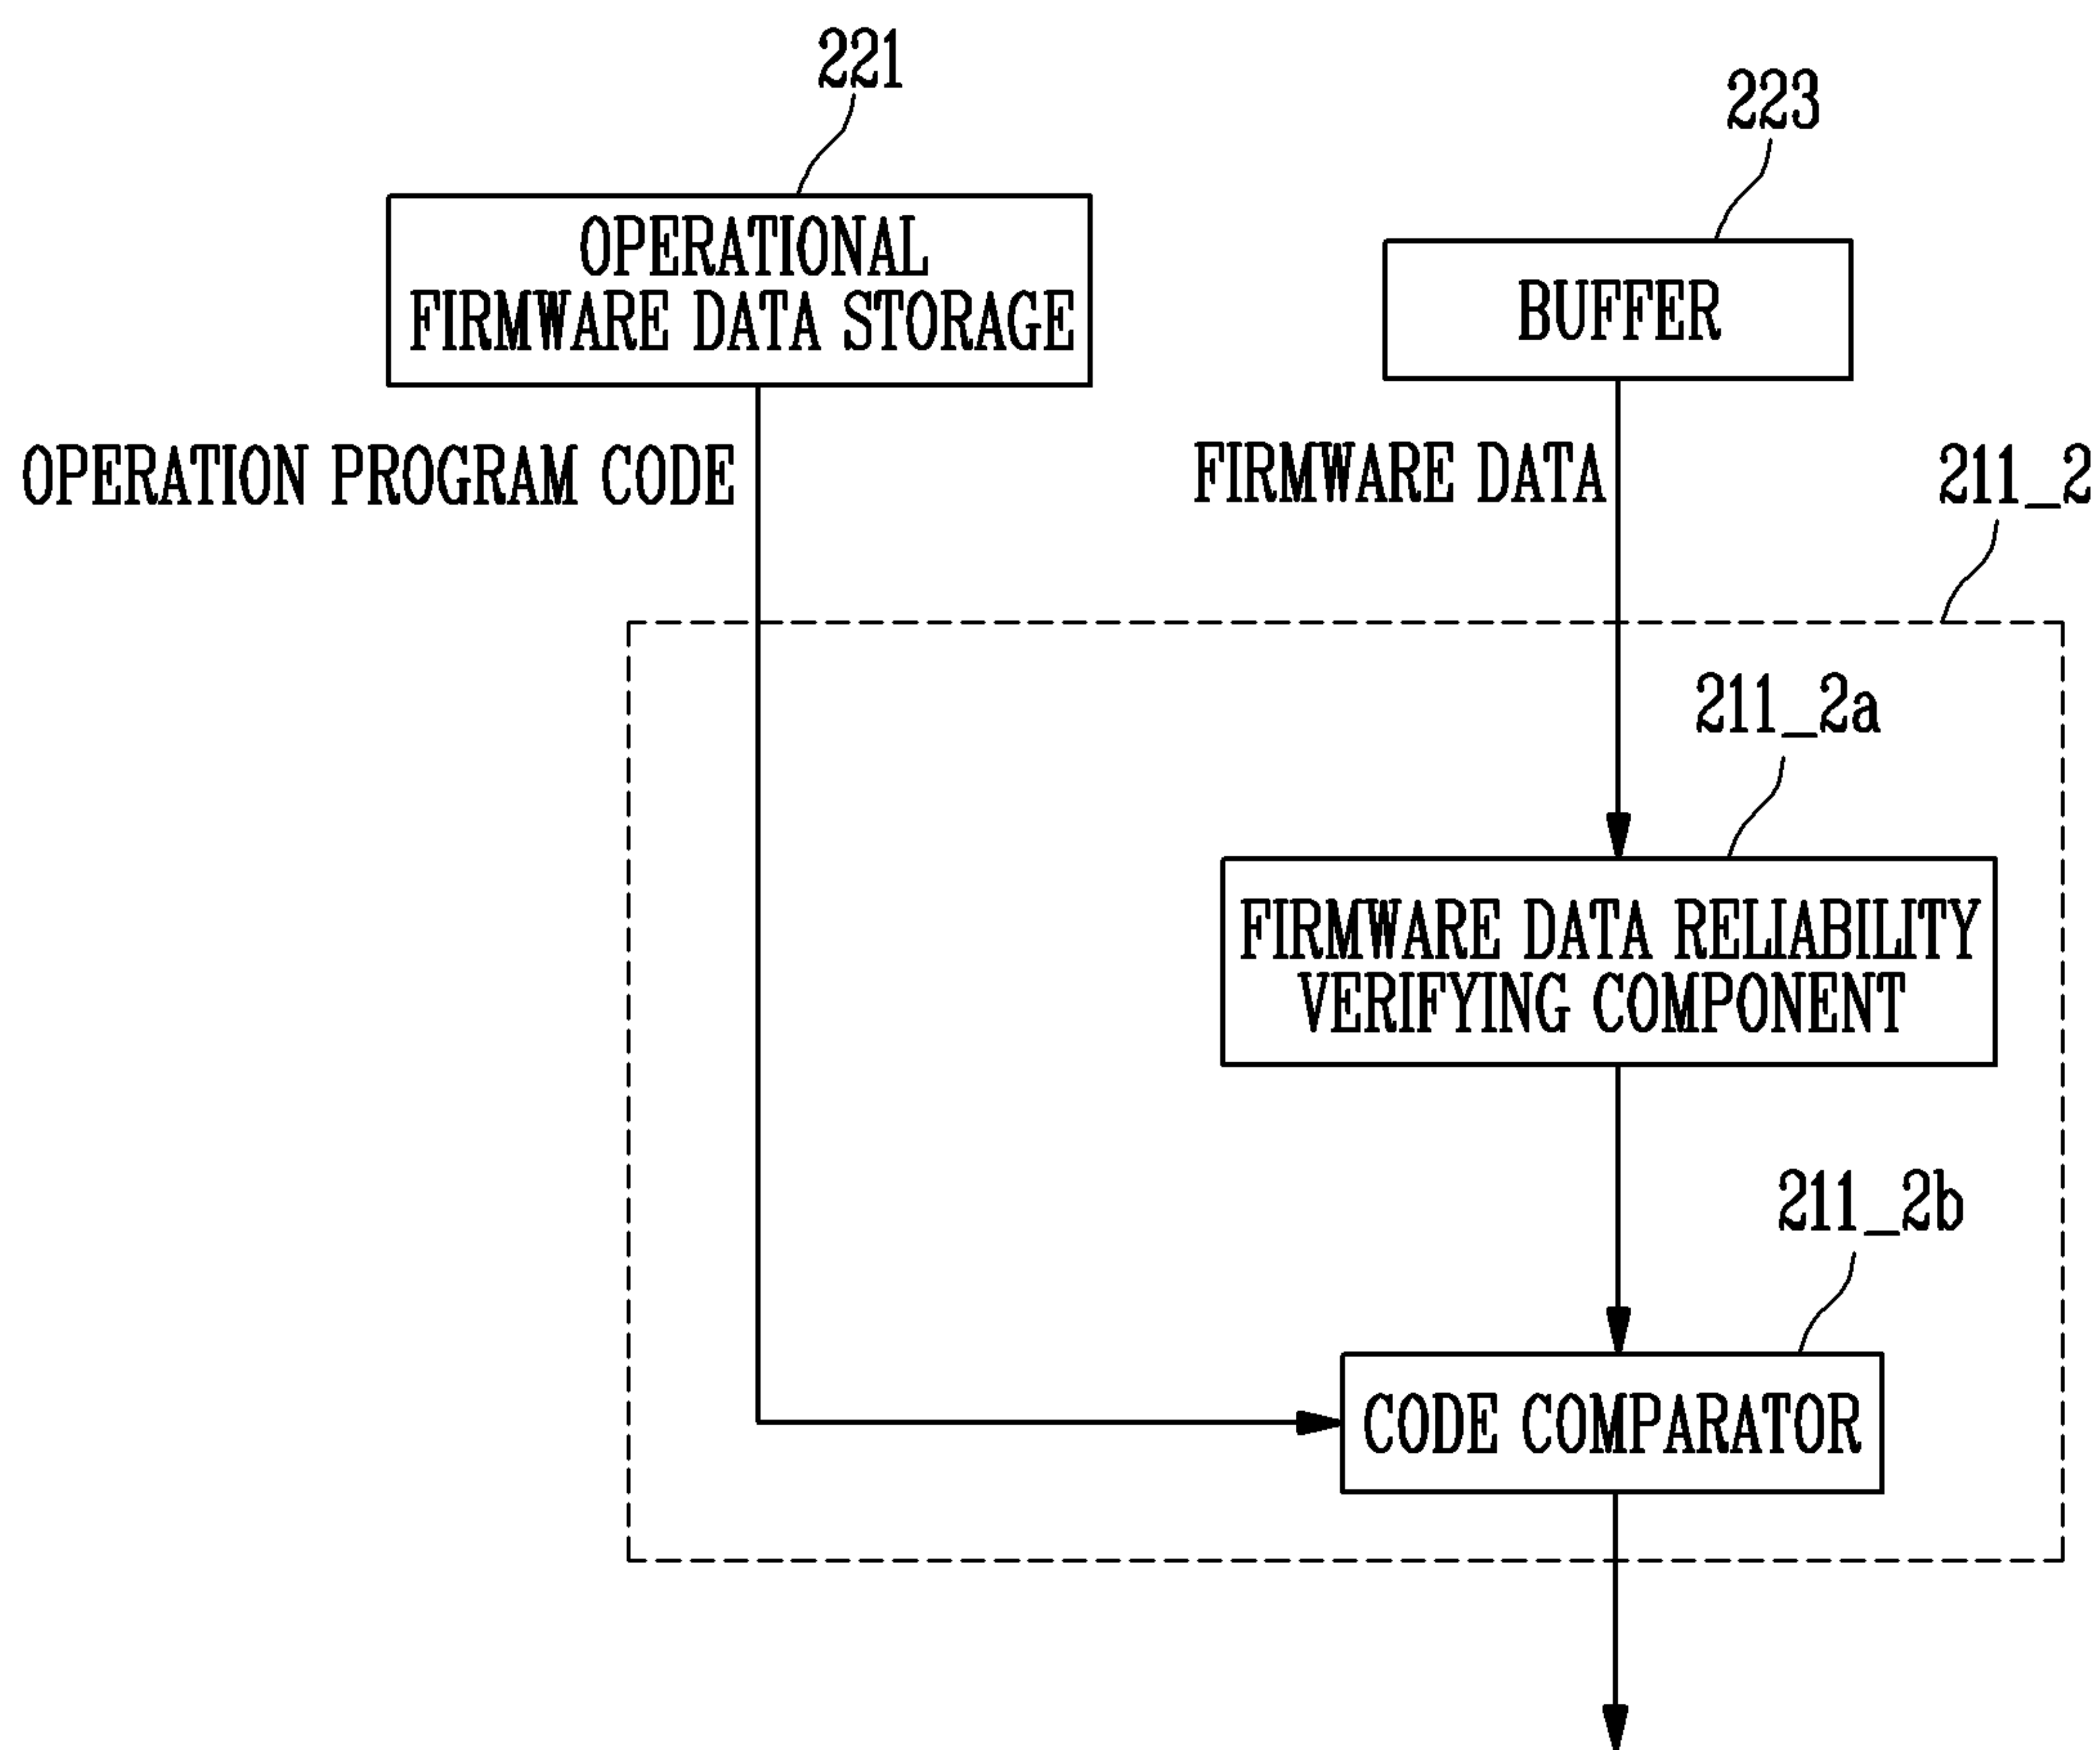 221
223
OPERATIONAL
FIRMWARE DATA STORAGE
BUFFER
OPERATION PROGRAM CODE
FIRMWARE DATA
211_2
211_2a
FIRMWARE DATA RELIABILITY
VERIFYING COMPONENT
211_2b
CODE COMPARATOR